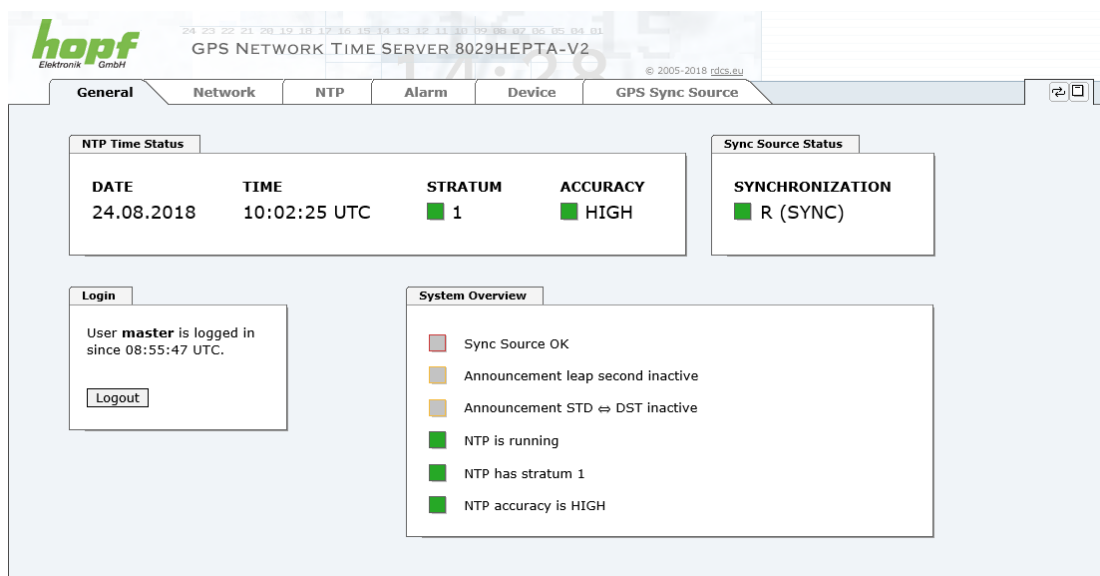 hopf
Elektronik GmbH
24 23 22 21 20 19 18 17 16 15 14 13 12 11 10 09 08 07 06 05 04 01
GPS NETWORK TIME SERVER 8029HEPTA-V2
© 2005-2018 rdcs.eu
General Network NTP Alarm Device GPS Sync Source
NTP Time Status
DATE TIME STRATUM ACCURACY
24.08.2018 10:02:25 UTC 1 HIGH
Sync Source Status
SYNCHRONIZATION
R (SYNC)
Login
User master is logged in
since 08:55:47 UTC.
Logout
System Overview
Sync Source OK
Announcement leap second inactive
Announcement STD ⇔ DST inactive
NTP is running
NTP has stratum 1
NTP accuracy is HIGH